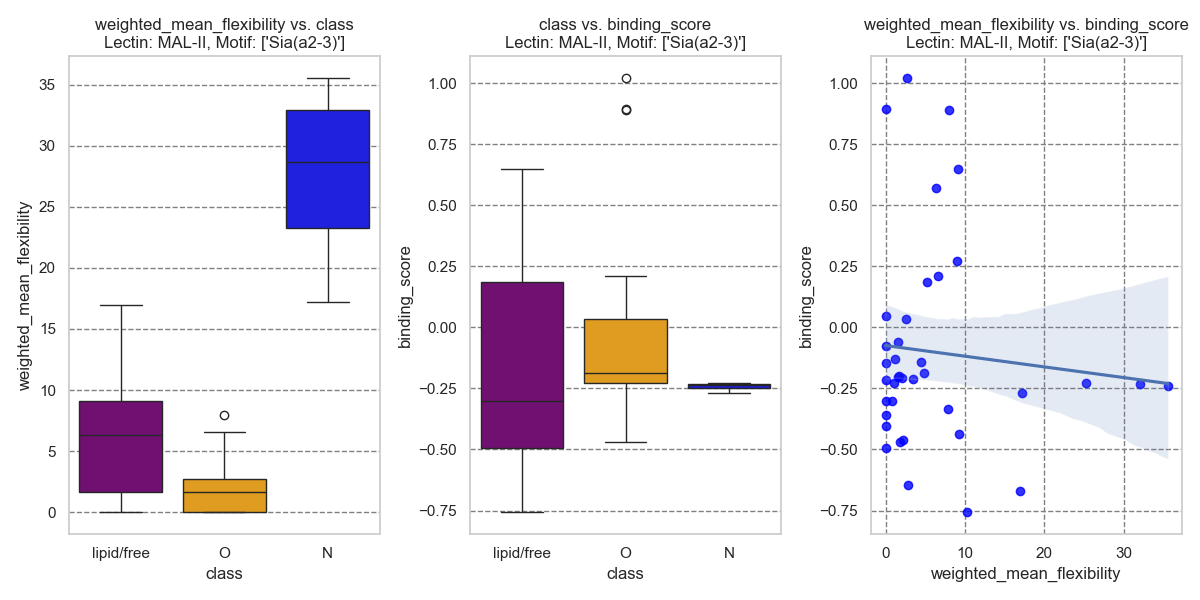 weighted_mean_flexibility vs. class
Lectin: MAL-II, Motif: ['Sia(a2-3)']
weighted_mean_flexibility
35
30
25
20
15
10
5
0
lipid/free
O
N
class
class vs. binding_score
Lectin: MAL-II, Motif: ['Sia(a2-3)']
binding_score
1.00
0.75
0.50
0.25
0.00
−0.25
−0.50
−0.75
lipid/free
O
N
class
weighted_mean_flexibility vs. binding_score
Lectin: MAL-II, Motif: ['Sia(a2-3)']
binding_score
1.00
0.75
0.50
0.25
0.00
−0.25
−0.50
−0.75
0
10
20
30
weighted_mean_flexibility